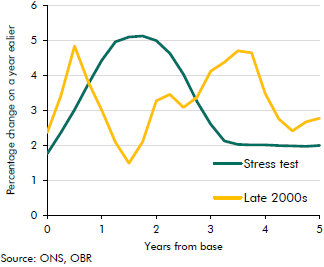 6
5
4
3
2
1
0
Percentage change on a year earlier
0 1 2 3 4 5
Years from base
Stress test
Late 2000s
Source: ONS, OBR